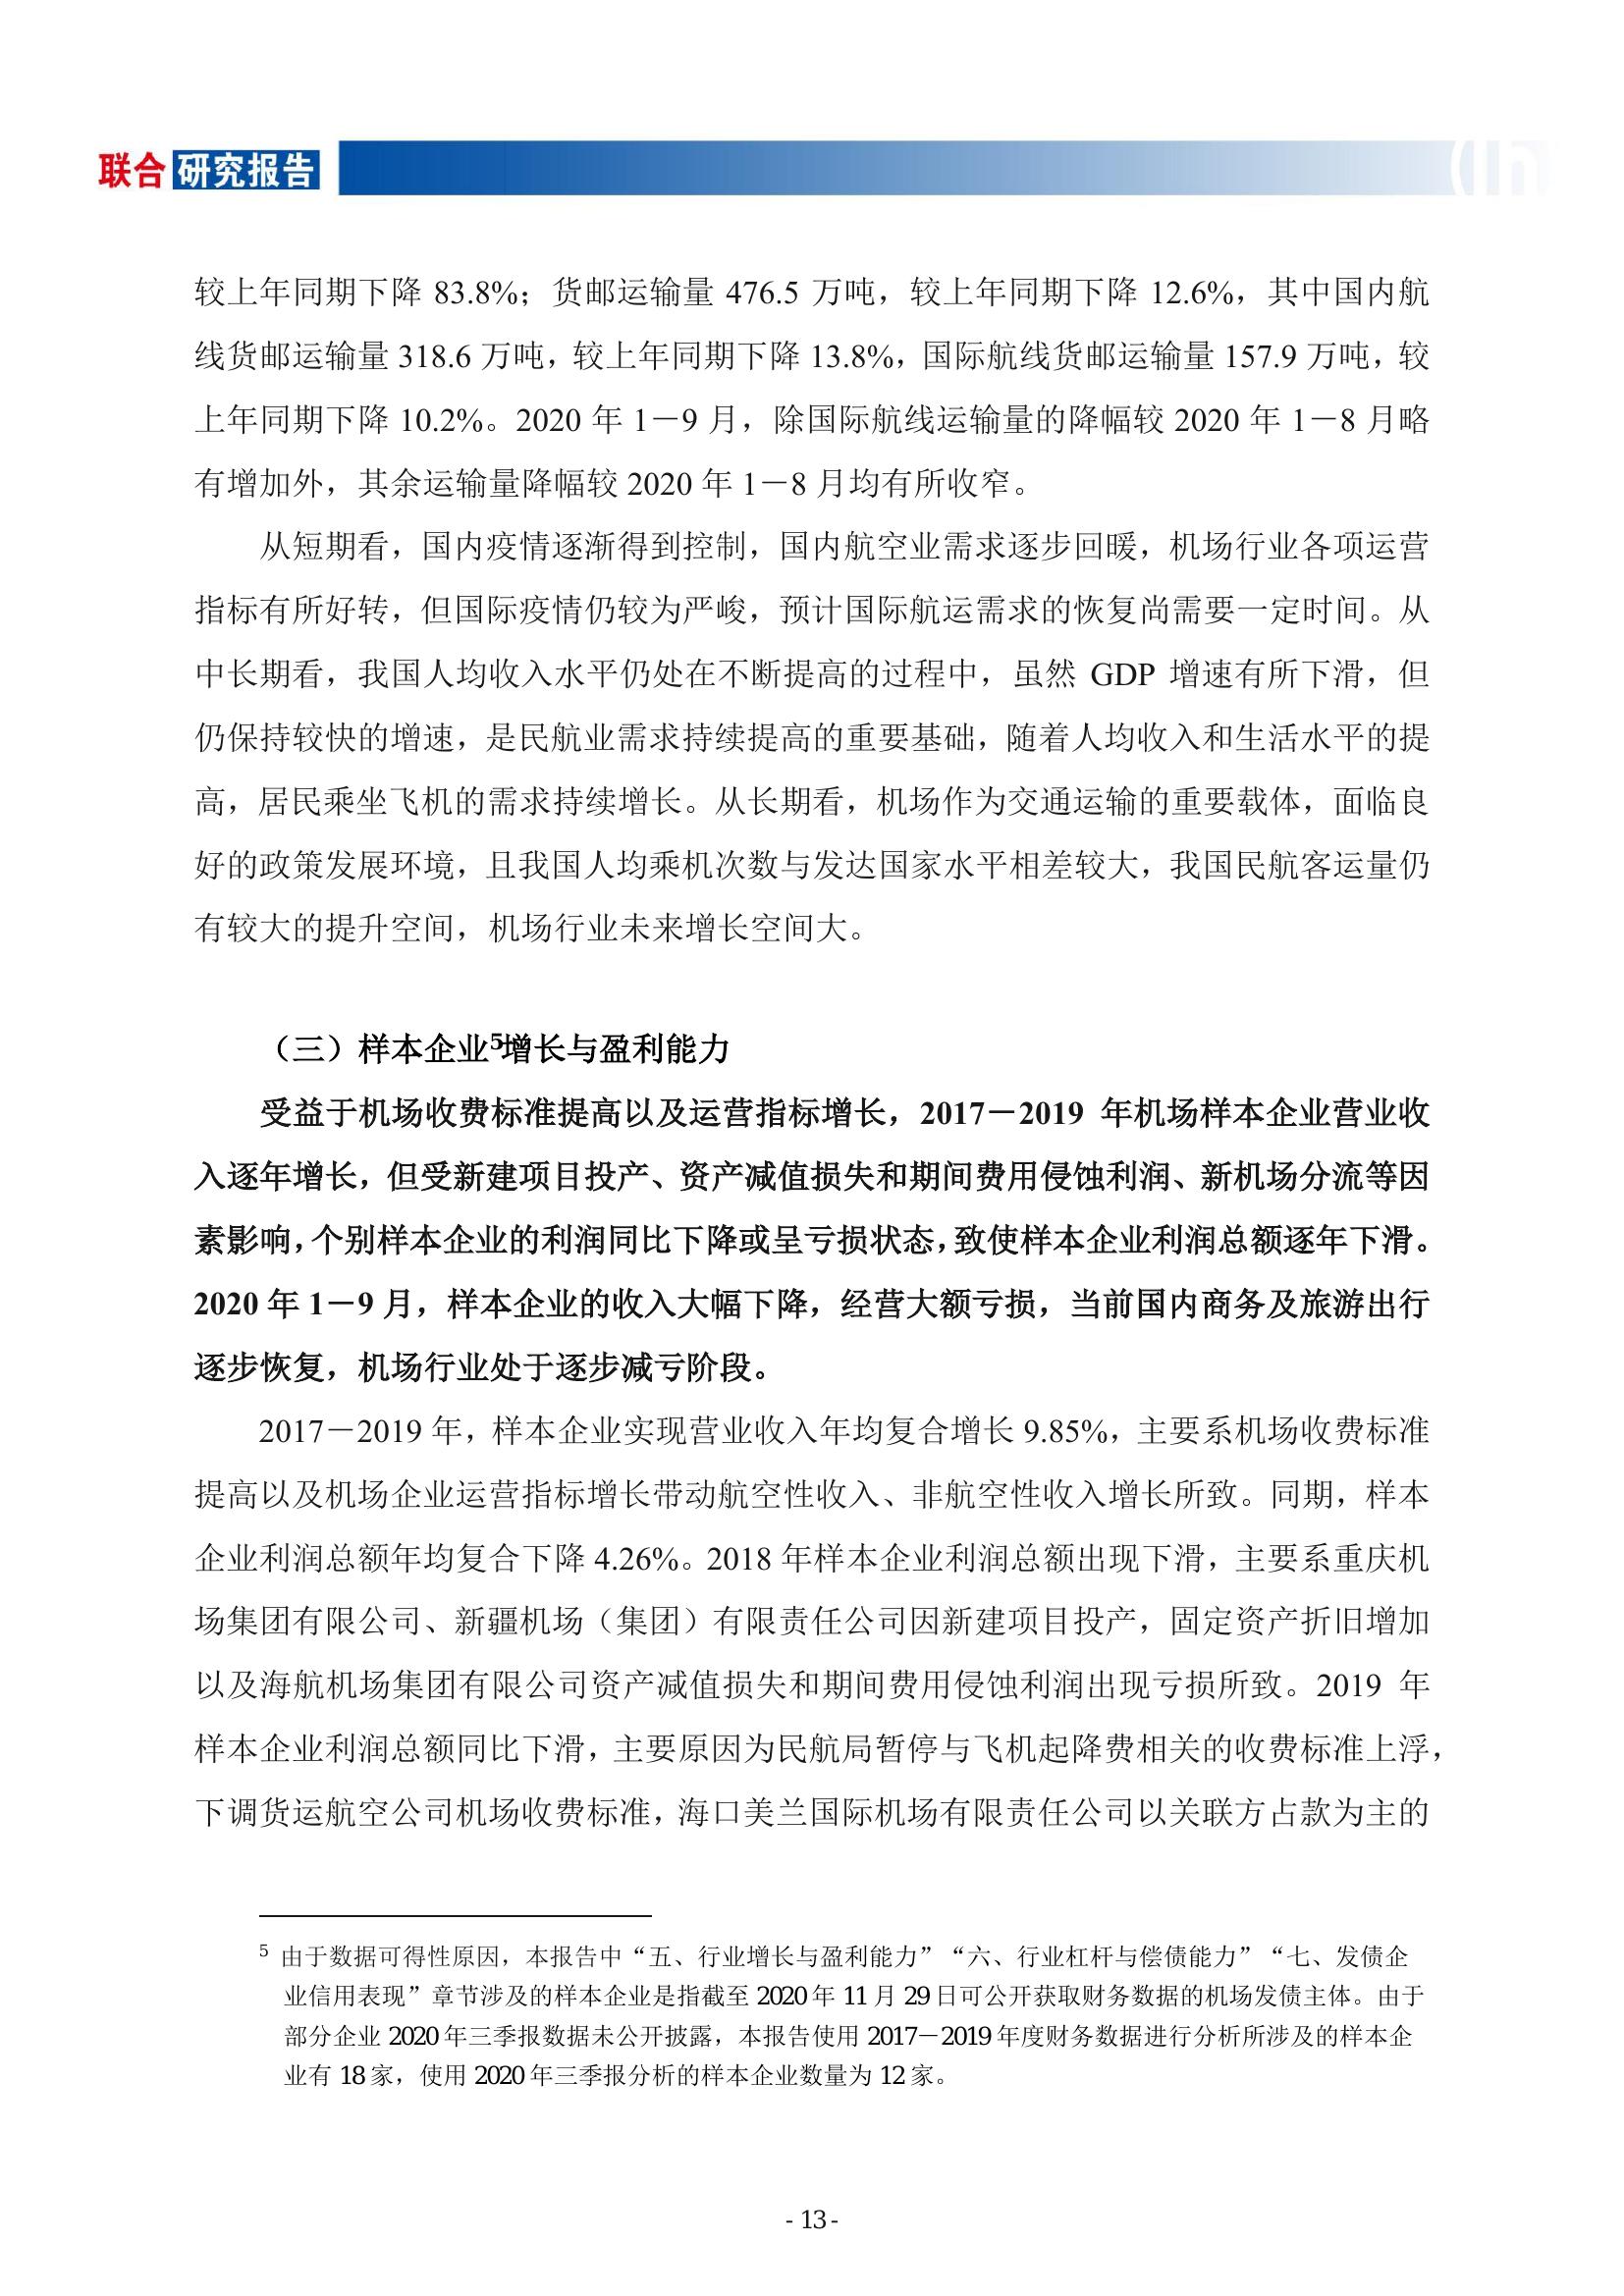 联合 研究报告
较上年同期下降 83.8%；货邮运输量 476.5 万吨，较上年同期下降 12.6%，其中国内航
线货邮运输量 318.6 万吨，较上年同期下降 13.8%，国际航线货邮运输量 157.9 万吨，较
上年同期下降 10.2%。2020 年 1－9 月，除国际航线运输量的降幅较 2020 年 1－8 月略
有增加外，其余运输量降幅较 2020 年 1－8 月均有所收窄。
从短期看，国内疫情逐渐得到控制，国内航空业需求逐步回暖，机场行业各项运营
指标有所好转，但国际疫情仍较为严峻，预计国际航运需求的恢复尚需要一定时间。从
中长期看，我国人均收入水平仍处在不断提高的过程中，虽然 GDP 增速有所下滑，但
仍保持较快的增速，是民航业需求持续提高的重要基础，随着人均收入和生活水平的提
高，居民乘坐飞机的需求持续增长。从长期看，机场作为交通运输的重要载体，面临良
好的政策发展环境，且我国人均乘机次数与发达国家水平相差较大，我国民航客运量仍
有较大的提升空间，机场行业未来增长空间大。
（三）样本企业5增长与盈利能力
受益于机场收费标准提高以及运营指标增长，2017－2019 年机场样本企业营业收
入逐年增长，但受新建项目投产、资产减值损失和期间费用侵蚀利润、新机场分流等因
素影响，个别样本企业的利润同比下降或呈亏损状态，致使样本企业利润总额逐年下滑。
2020 年 1－9 月，样本企业的收入大幅下降，经营大额亏损，当前国内商务及旅游出行
逐步恢复，机场行业处于逐步减亏阶段。
2017－2019 年，样本企业实现营业收入年均复合增长 9.85%，主要系机场收费标准
提高以及机场企业运营指标增长带动航空性收入、非航空性收入增长所致。同期，样本
企业利润总额年均复合下降 4.26%。2018 年样本企业利润总额出现下滑，主要系重庆机
场集团有限公司、新疆机场（集团）有限责任公司因新建项目投产，固定资产折旧增加
以及海航机场集团有限公司资产减值损失和期间费用侵蚀利润出现亏损所致。2019 年
样本企业利润总额同比下滑，主要原因为民航局暂停与飞机起降费相关的收费标准上浮，
下调货运航空公司机场收费标准，海口美兰国际机场有限责任公司以关联方占款为主的
5 由于数据可得性原因，本报告中“五、行业增长与盈利能力”“六、行业杠杆与偿债能力”“七、发债企
业信用表现”章节涉及的样本企业是指截至 2020 年 11 月 29 日可公开获取财务数据的机场发债主体。由于
部分企业 2020 年三季报数据未公开披露，本报告使用 2017－2019 年度财务数据进行分析所涉及的样本企
业有 18 家，使用 2020 年三季报分析的样本企业数量为 12 家。
- 13 -